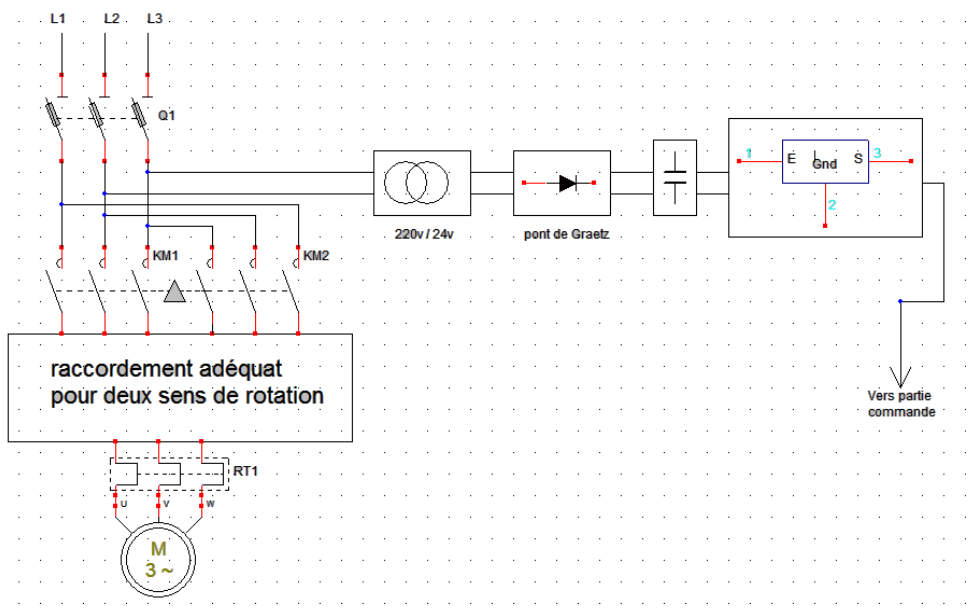 L1 L2 L3
Q1
1 E Gnd S 3
2
220v / 24v
pont de Graetz
KM1 KM2
raccordement adéquat
pour deux sens de rotation
Vers partie
commande
RT1
U V W
M
3 ~